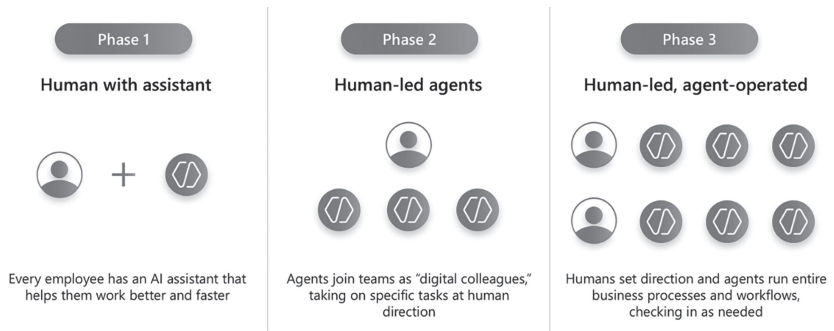 Phase 1
Human with assistant
Every employee has an AI assistant that
helps them work better and faster
Phase 2
Human-led agents
Agents join teams as “digital colleagues,”
taking on specific tasks at human
direction
Phase 3
Human-led, agent-operated
Humans set direction and agents run entire
business processes and workflows,
checking in as needed